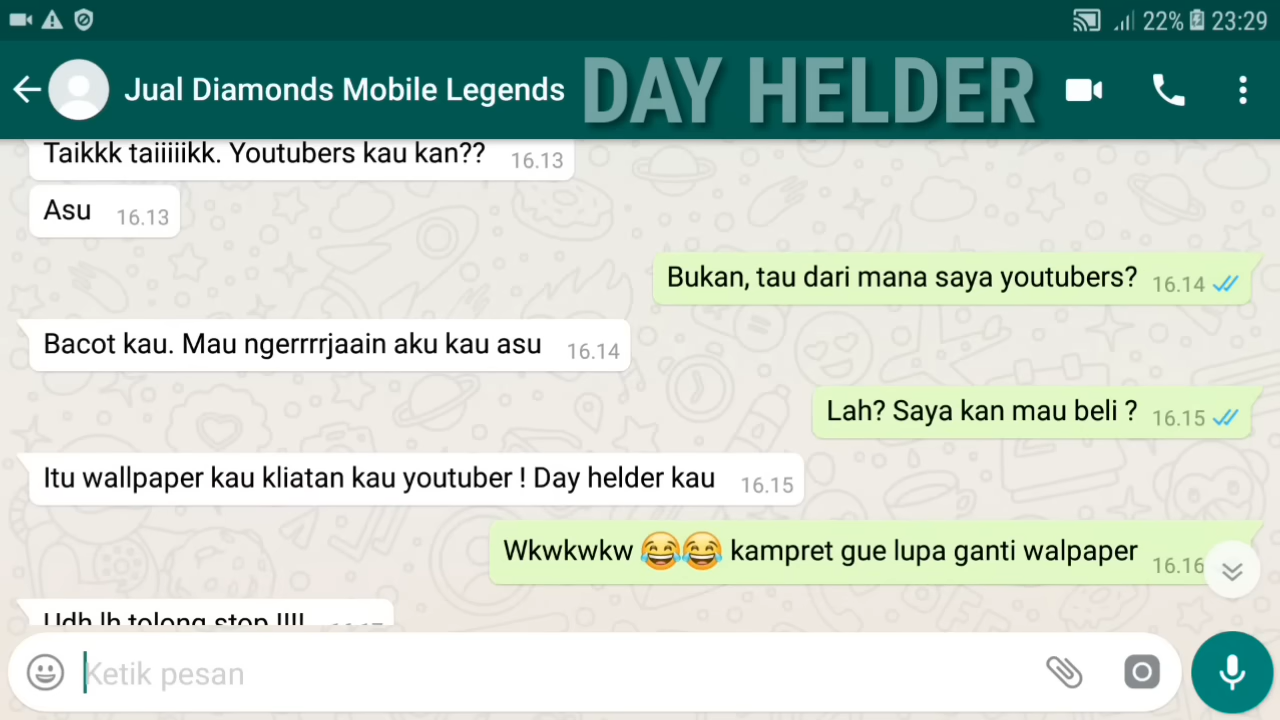 22% 23:29
Jual Diamonds Mobile Legends DAY HELDER
Taikkk taiiiiikk. Youtubers kau kan?? 16.13
Asu 16.13
Bukan, tau dari mana saya youtubers? 16.14
Bacot kau. Mau ngerrrrjaain aku kau asu 16.14
Lah? Saya kan mau beli ? 16.15
Itu wallpaper kau kliatan kau youtuber ! Day helder kau 16.15
Wkwkwkw 😂😂 kampret gue lupa ganti walpaper 16.16
Udh lh tolong stop !!!!
Ketik pesan